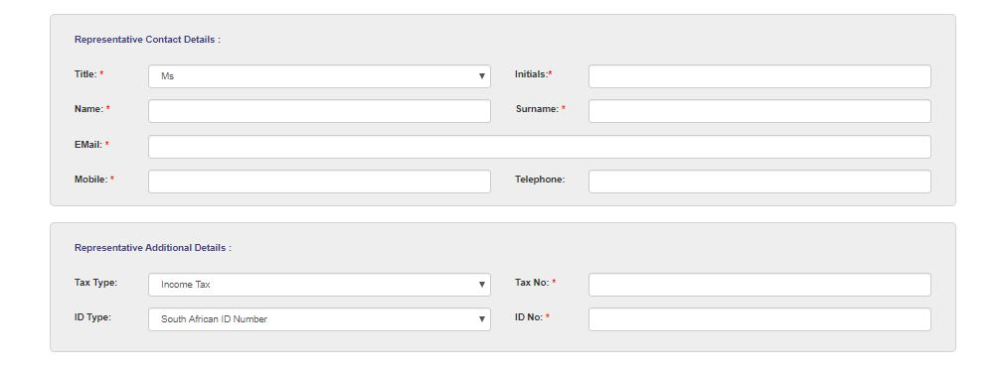 Representative Contact Details :
Title: * Ms ▼ Initials:*
Name: * Surname: *
EMail: *
Mobile: * Telephone:
Representative Additional Details :
Tax Type: Income Tax ▼ Tax No: *
ID Type: South African ID Number ▼ ID No: *